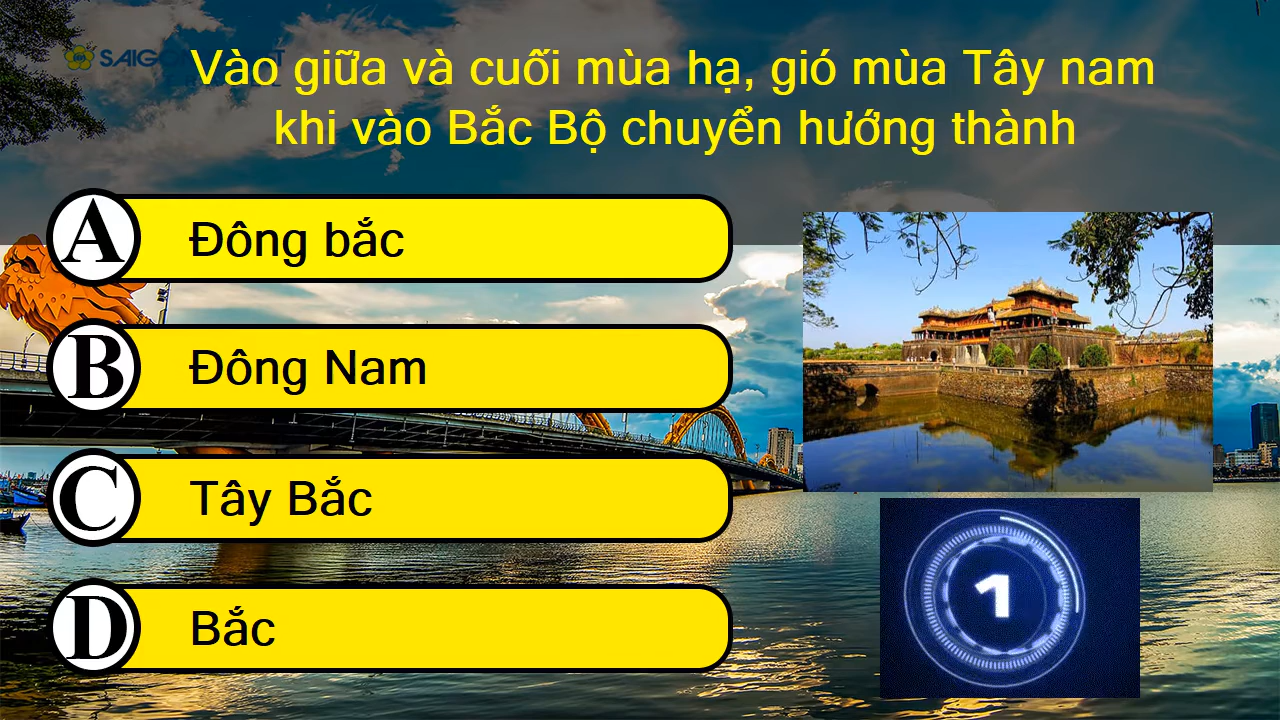 Vào giữa và cuối mùa hạ, gió mùa Tây nam
khi vào Bắc Bộ chuyển hướng thành
A
Đông bắc
B
Đông Nam
C
Tây Bắc
D
Bắc
1